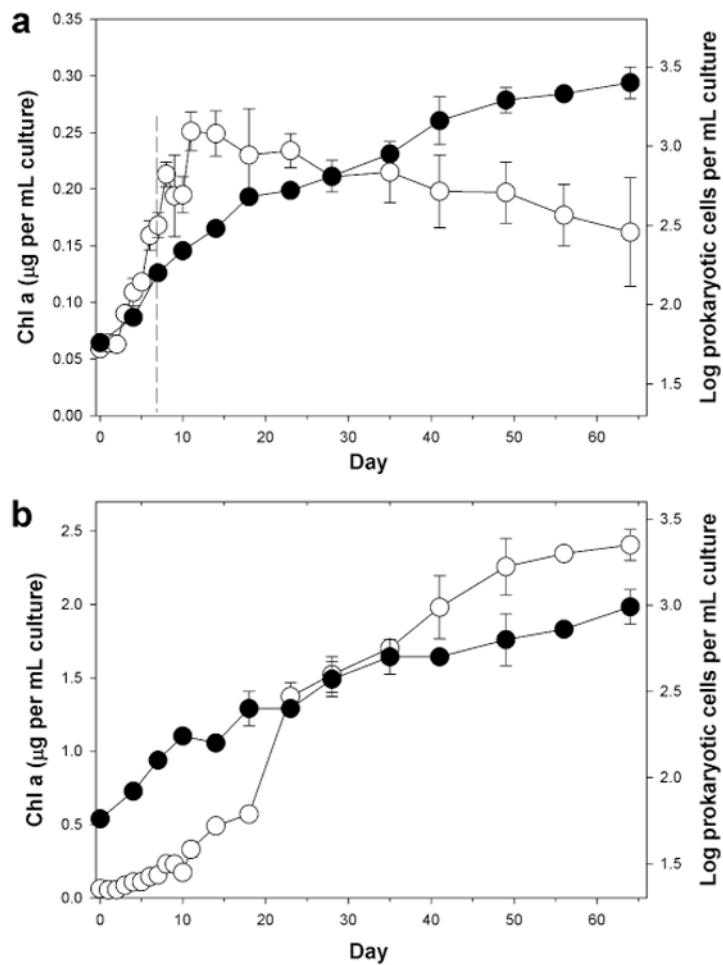 a
0.35
0.30
0.25
0.20
0.15
0.10
0.05
0.00
Chl a (μg per mL culture)
3.5
3.0
2.5
2.0
1.5
Log prokaryotic cells per mL culture
0 10 20 30 40 50 60
Day
b
2.5
2.0
1.5
1.0
0.5
0.0
Chl a (μg per mL culture)
3.5
3.0
2.5
2.0
1.5
Log prokaryotic cells per mL culture
0 10 20 30 40 50 60
Day